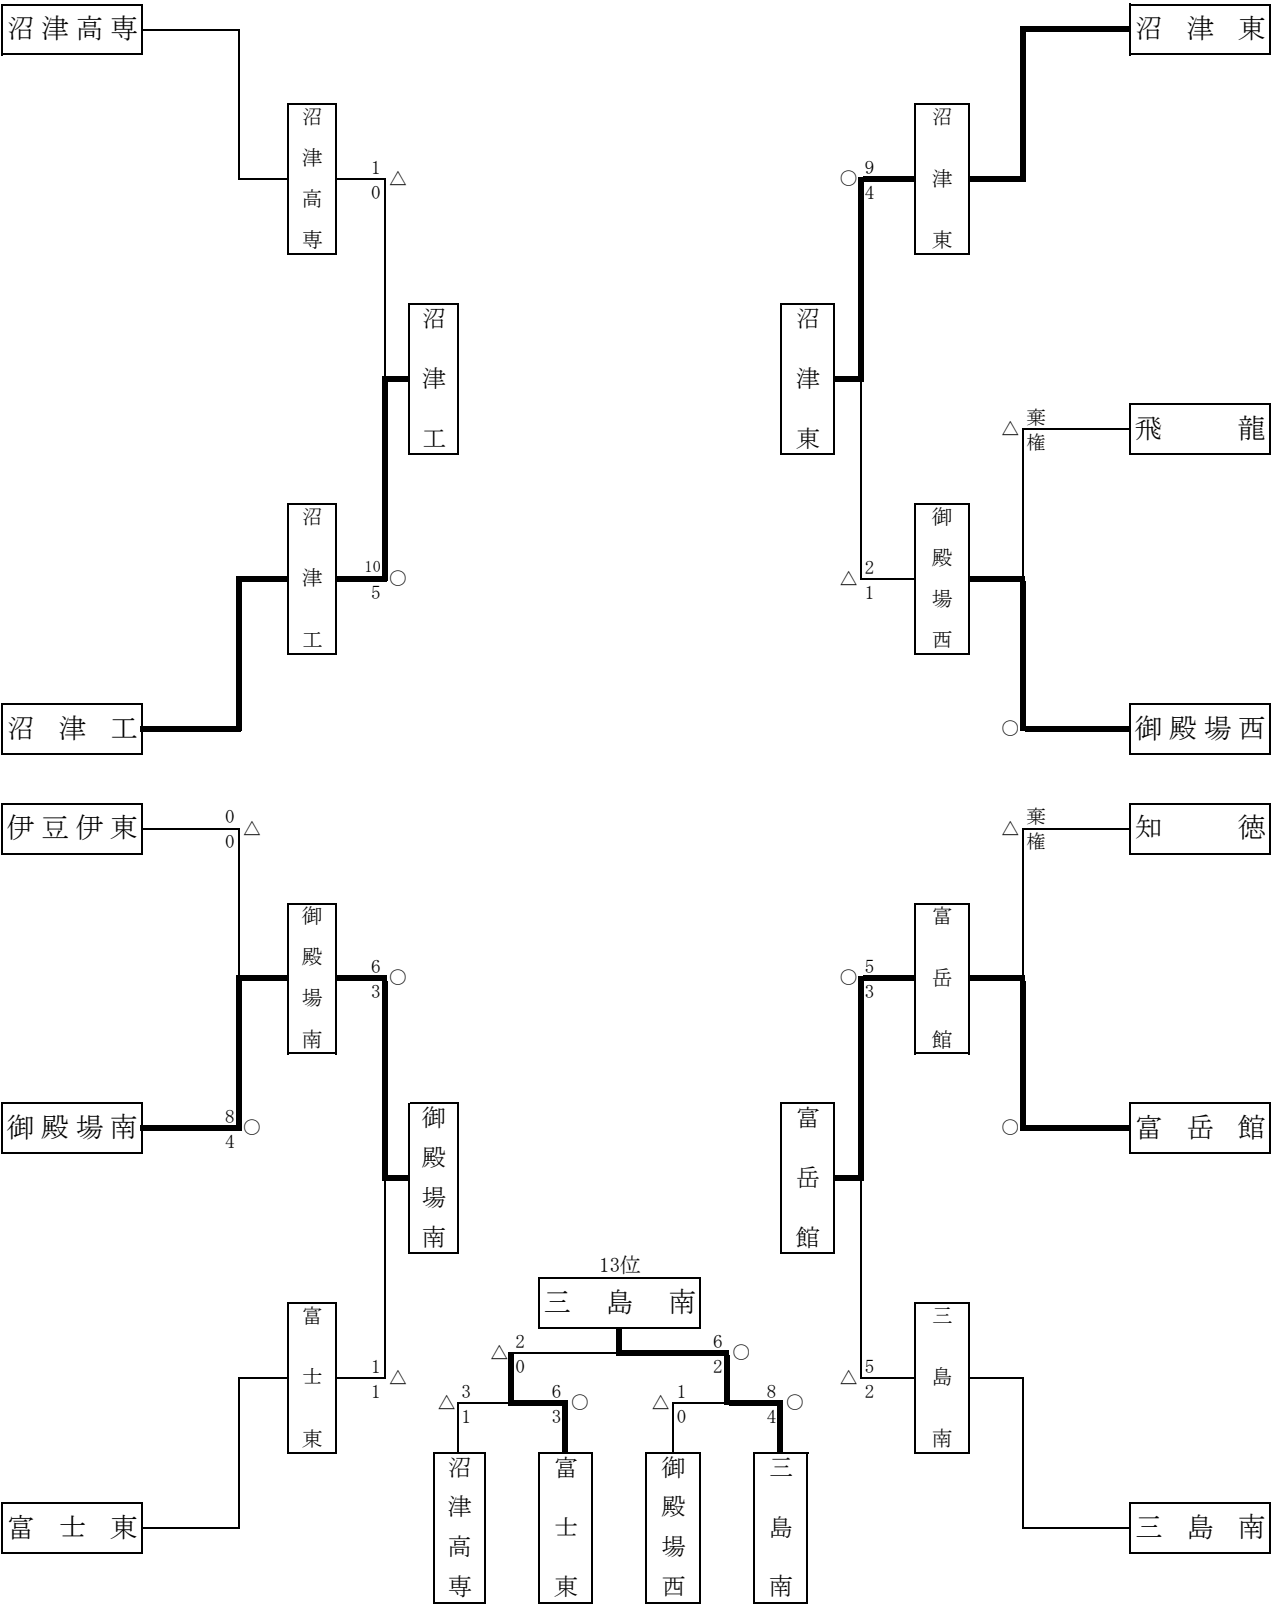 沼津高専
沼津東
沼津高専
1
0
△
○
9
4
沼津東
沼津工
沼津東
△
棄
権
飛龍
沼津工
10
5
○
△
2
1
御殿場西
沼津工
○
御殿場西
伊豆伊東
0
0
△
△
棄
権
知徳
御殿場南
6
3
○
○
5
3
富岳館
御殿場南
8
4
○
御殿場南
富岳館
○
富岳館
13位
三島南
富士東
1
1
△
△
2
0
6
2
○
△
5
2
三島南
△
3
1
6
3
○
△
1
0
8
4
○
沼津高専
富士東
御殿場西
三島南
富士東
三島南